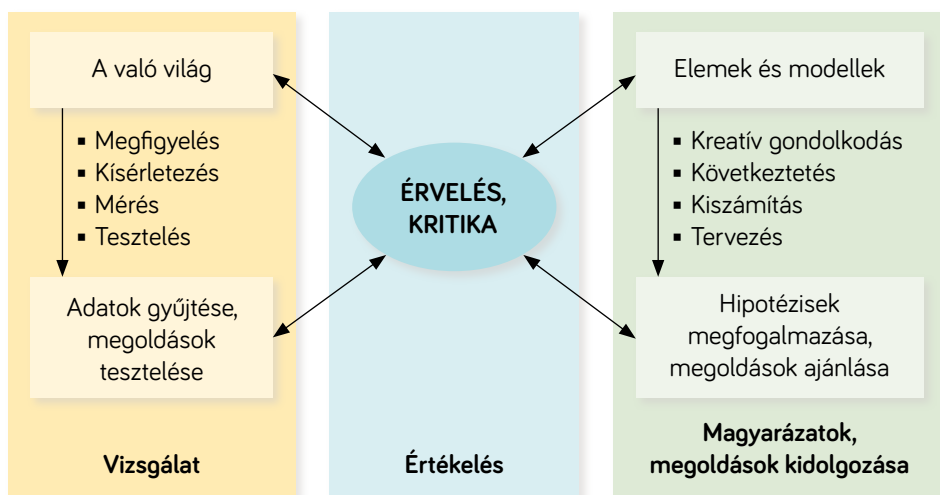 A való világ
▪ Megfigyelés
▪ Kísérletezés
▪ Mérés
▪ Tesztelés
Adatok gyűjtése,
megoldások
tesztelése
Vizsgálat
ÉRVELÉS,
KRITIKA
Értékelés
Elemek és modellek
▪ Kreatív gondolkodás
▪ Következtetés
▪ Kiszámítás
▪ Tervezés
Hipotézisek
megfogalmazása,
megoldások ajánlása
Magyarázatok,
megoldások kidolgozása